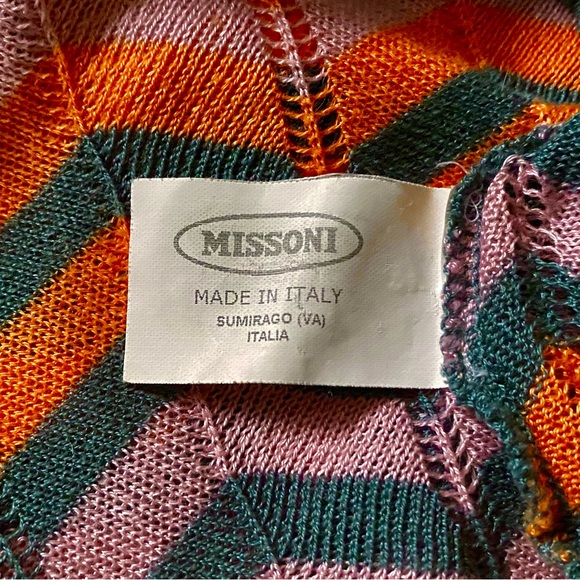 MISSONI
MADE IN ITALY
SUMIRAGO (VA)
ITALIA